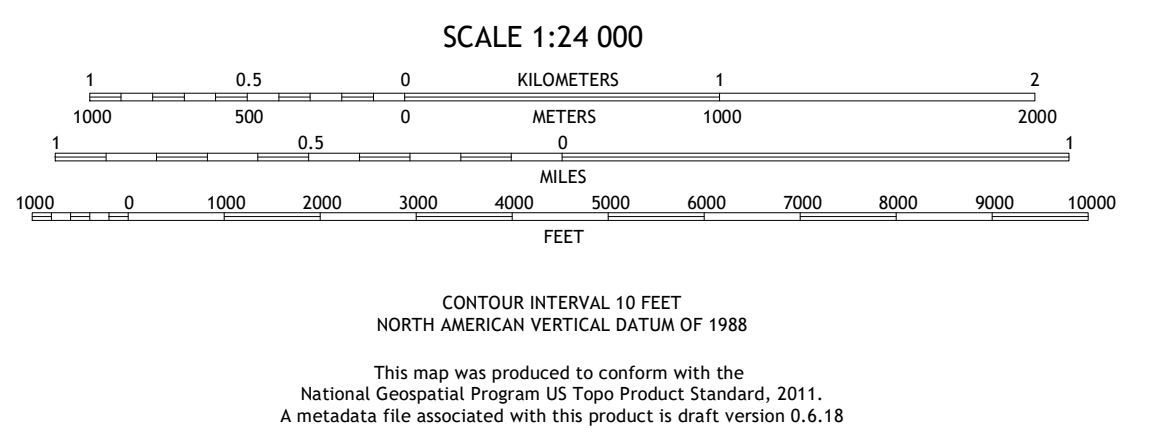 SCALE 1:24 000
1 0.5 0 KILOMETERS 1 2
1000 500 0 METERS 1000 2000
1 0.5 0 1
MILES
1000 0 1000 2000 3000 4000 5000 6000 7000 8000 9000 10000
FEET
CONTOUR INTERVAL 10 FEET
NORTH AMERICAN VERTICAL DATUM OF 1988
This map was produced to conform with the
National Geospatial Program US Topo Product Standard, 2011.
A metadata file associated with this product is draft version 0.6.18